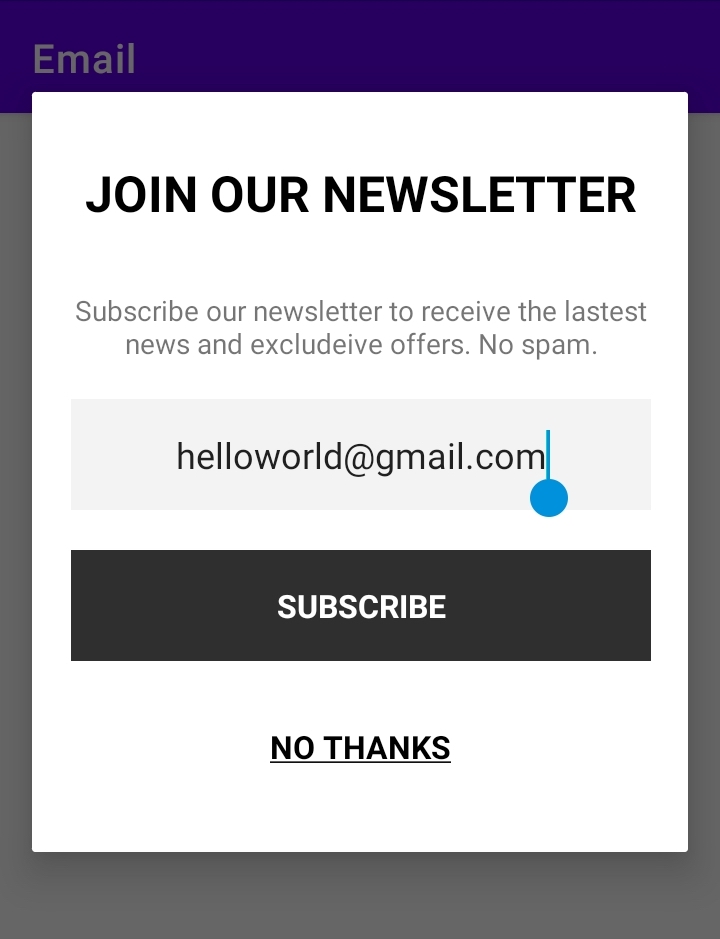 Email
JOIN OUR NEWSLETTER
Subscribe our newsletter to receive the lastest
news and excludeive offers. No spam.
helloworld@gmail.com
SUBSCRIBE
NO THANKS